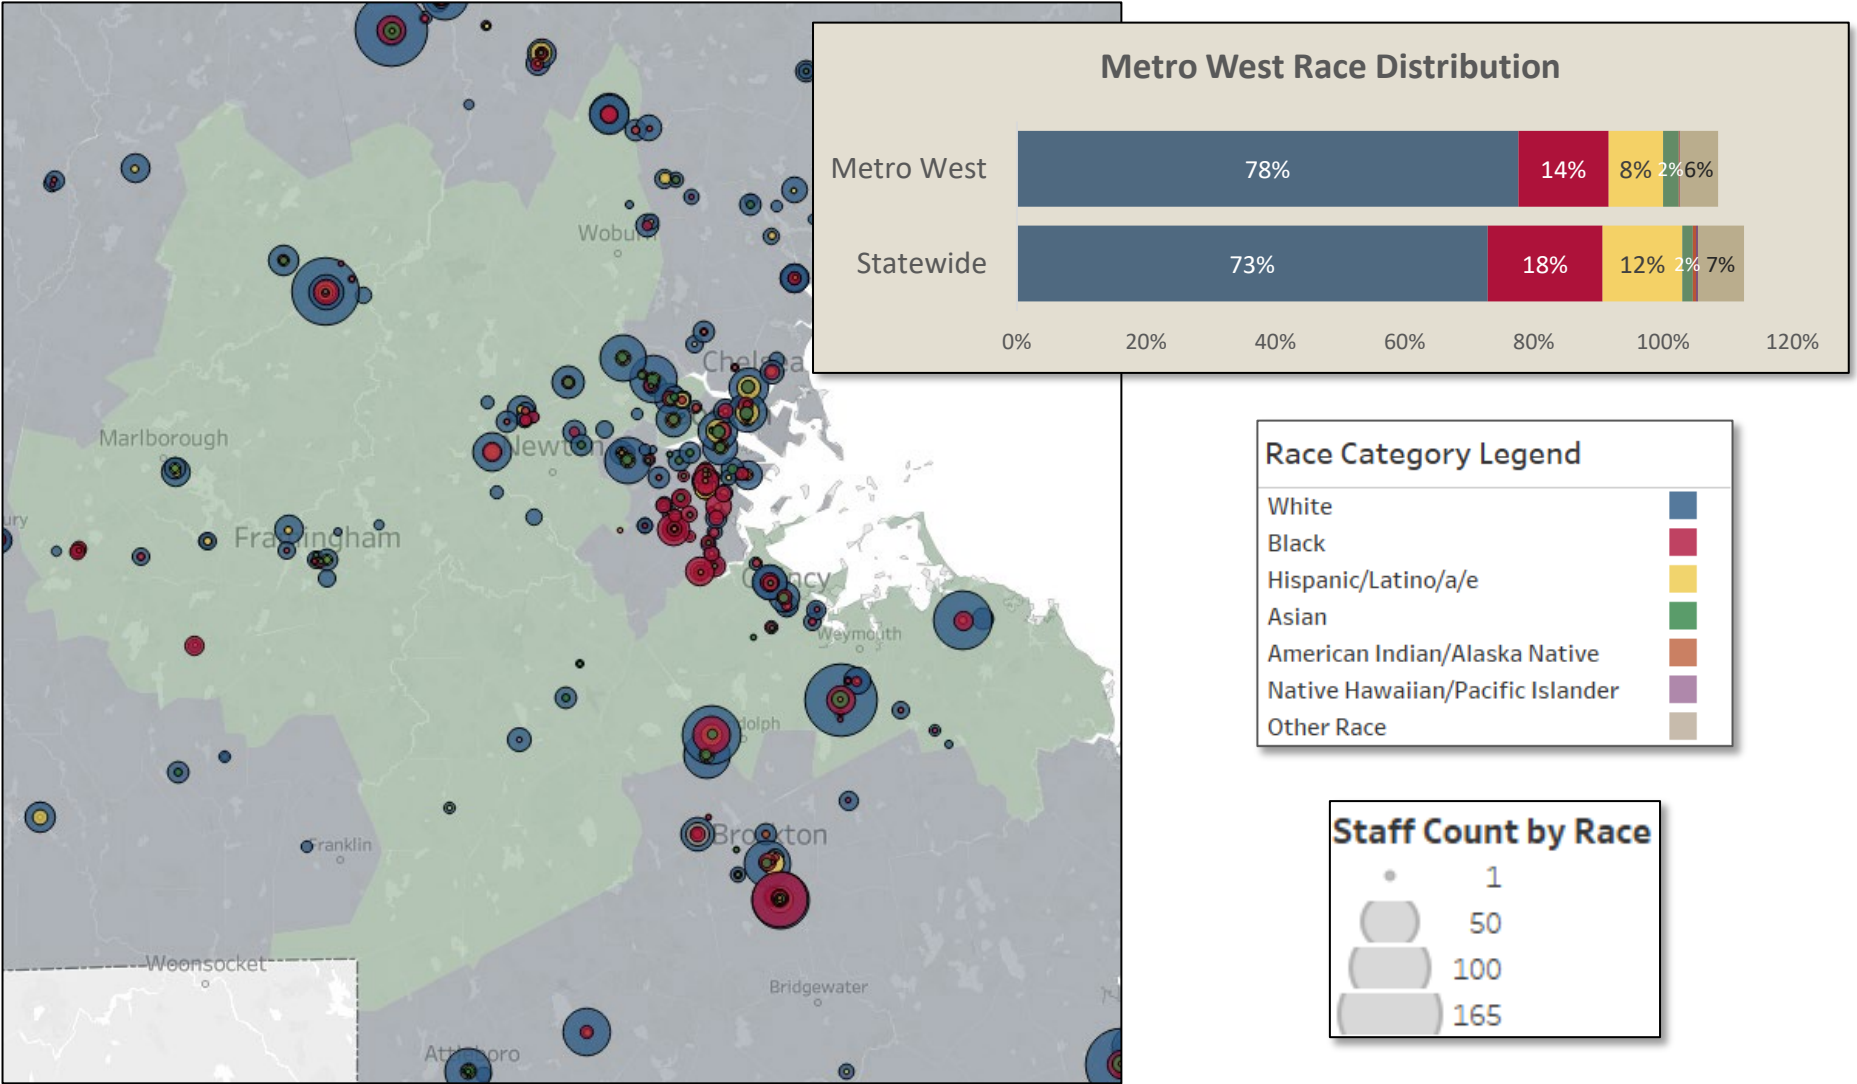 Metro West Race Distribution
Metro West
78%
14%
8%
2%
6%
Statewide
73%
18%
12%
2%
7%
0%
20%
40%
60%
80%
100%
120%
Woburn
Chelsea
Marlborough
Newton
Framingham
Weymouth
Franklin
Brockton
Woonsocket
Bridgewater
Attleboro
Race Category Legend
White
Black
Hispanic/Latino/a/e
Asian
American Indian/Alaska Native
Native Hawaiian/Pacific Islander
Other Race
Staff Count by Race
1
50
100
165